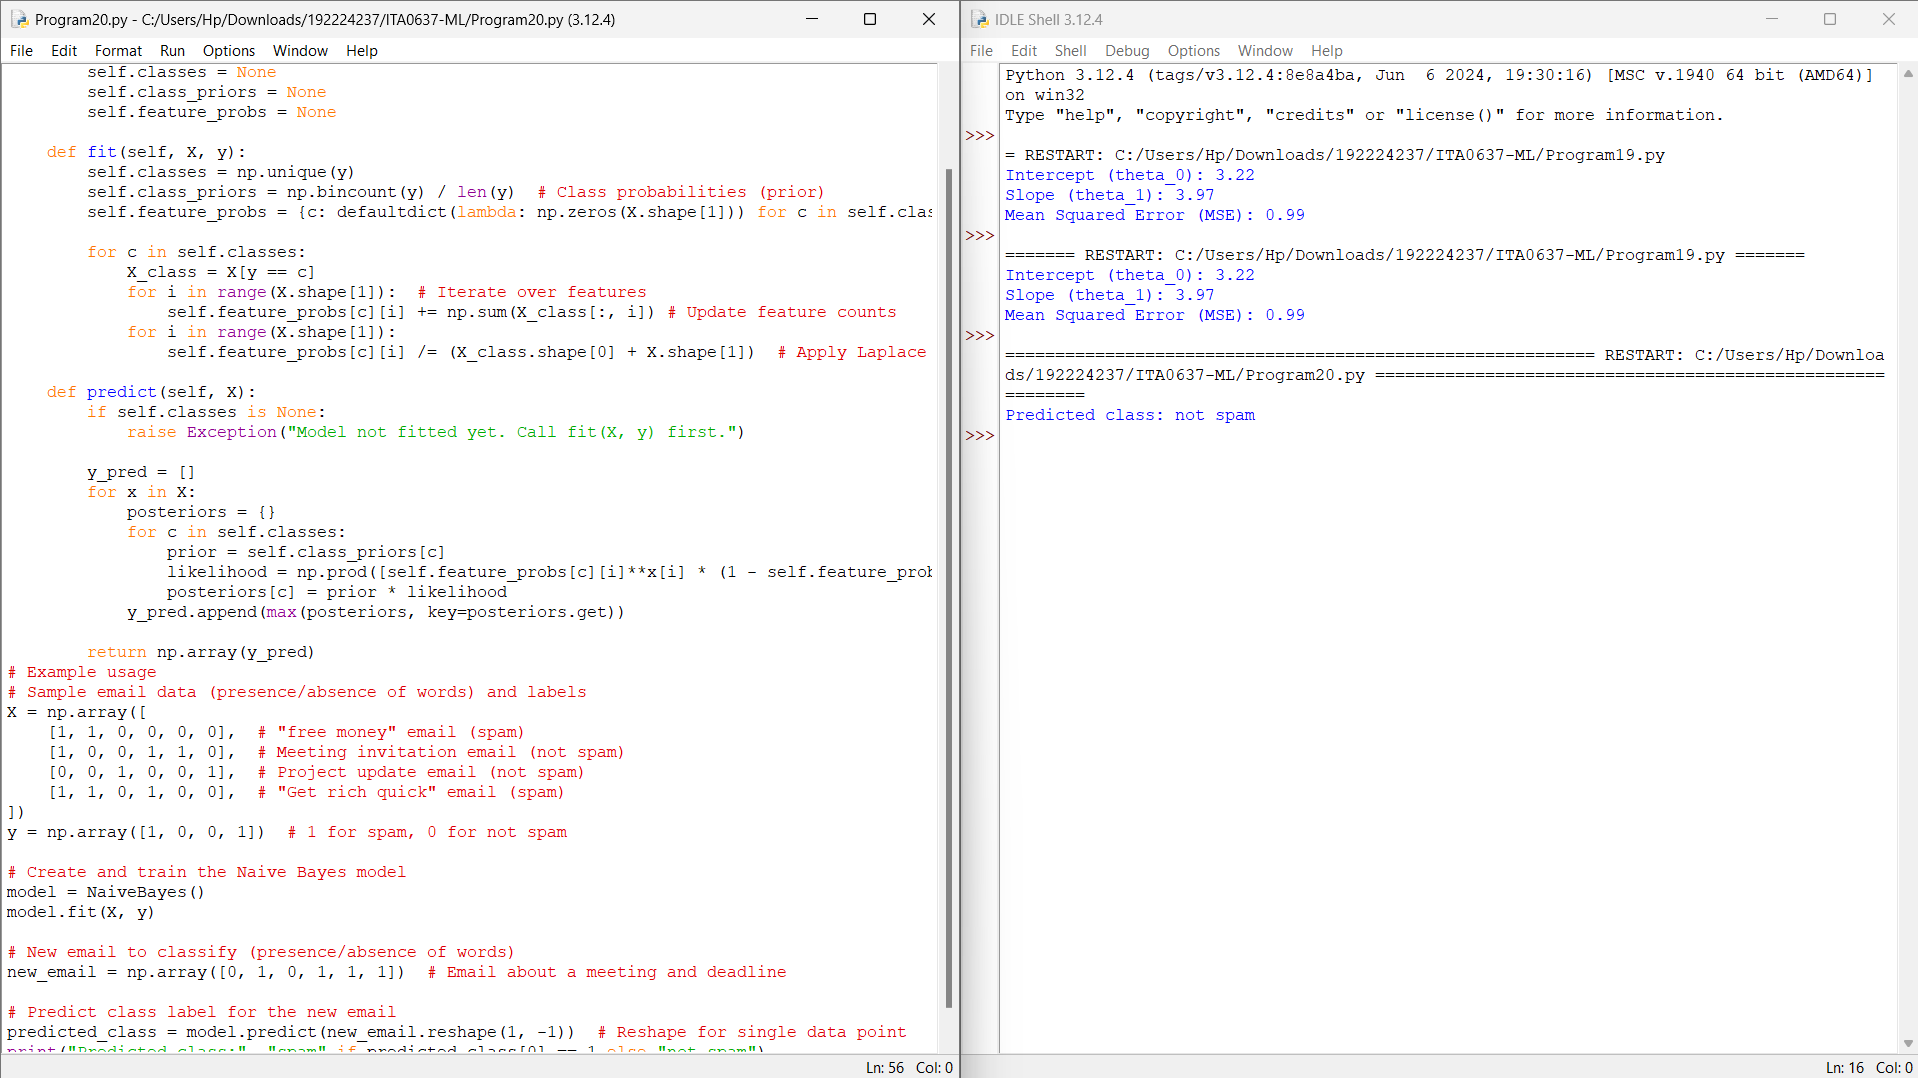 Program20.py - C:/Users/Hp/Downloads/192224237/ITA0637-ML/Program20.py (3.12.4)
File Edit Format Run Options Window Help
        self.classes = None
        self.class_priors = None
        self.feature_probs = None

    def fit(self, X, y):
        self.classes = np.unique(y)
        self.class_priors = np.bincount(y) / len(y)  # Class probabilities (prior)
        self.feature_probs = {c: defaultdict(lambda: np.zeros(X.shape[1])) for c in self.clas

        for c in self.classes:
            X_class = X[y == c]
            for i in range(X.shape[1]):  # Iterate over features
                self.feature_probs[c][i] += np.sum(X_class[:, i]) # Update feature counts
            for i in range(X.shape[1]):
                self.feature_probs[c][i] /= (X_class.shape[0] + X.shape[1])  # Apply Laplace

    def predict(self, X):
        if self.classes is None:
            raise Exception("Model not fitted yet. Call fit(X, y) first.")

        y_pred = []
        for x in X:
            posteriors = {}
            for c in self.classes:
                prior = self.class_priors[c]
                likelihood = np.prod([self.feature_probs[c][i]**x[i] * (1 - self.feature_prob
                posteriors[c] = prior * likelihood
            y_pred.append(max(posteriors, key=posteriors.get))

        return np.array(y_pred)
# Example usage
# Sample email data (presence/absence of words) and labels
X = np.array([
    [1, 1, 0, 0, 0, 0],  # "free money" email (spam)
    [1, 0, 0, 1, 1, 0],  # Meeting invitation email (not spam)
    [0, 0, 1, 0, 0, 1],  # Project update email (not spam)
    [1, 1, 0, 1, 0, 0],  # "Get rich quick" email (spam)
])
y = np.array([1, 0, 0, 1])  # 1 for spam, 0 for not spam

# Create and train the Naive Bayes model
model = NaiveBayes()
model.fit(X, y)

# New email to classify (presence/absence of words)
new_email = np.array([0, 1, 0, 1, 1, 1])  # Email about a meeting and deadline

# Predict class label for the new email
predicted_class = model.predict(new_email.reshape(1, -1))  # Reshape for single data point
print("Predicted class:", "spam" if predicted_class[0] == 1 else "not spam")
Ln: 56 Col: 0
IDLE Shell 3.12.4
File Edit Shell Debug Options Window Help
Python 3.12.4 (tags/v3.12.4:8e8a4ba, Jun  6 2024, 19:30:16) [MSC v.1940 64 bit (AMD64)]
on win32
Type "help", "copyright", "credits" or "license()" for more information.
>>>
= RESTART: C:/Users/Hp/Downloads/192224237/ITA0637-ML/Program19.py
Intercept (theta_0): 3.22
Slope (theta_1): 3.97
Mean Squared Error (MSE): 0.99
>>>
======= RESTART: C:/Users/Hp/Downloads/192224237/ITA0637-ML/Program19.py =======
Intercept (theta_0): 3.22
Slope (theta_1): 3.97
Mean Squared Error (MSE): 0.99
>>>
=========================================================== RESTART: C:/Users/Hp/Downloa
ds/192224237/ITA0637-ML/Program20.py ===================================================
========
Predicted class: not spam
>>>
Ln: 16 Col: 0